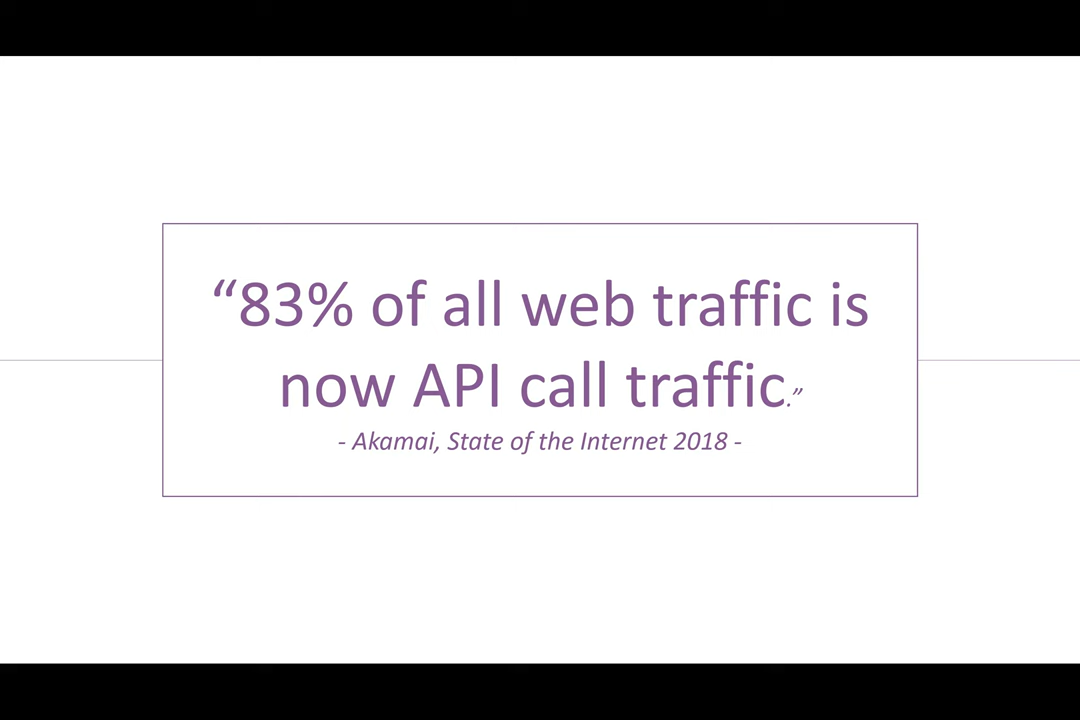 “83% of all web traffic is
now API call traffic.”
- Akamai, State of the Internet 2018 -